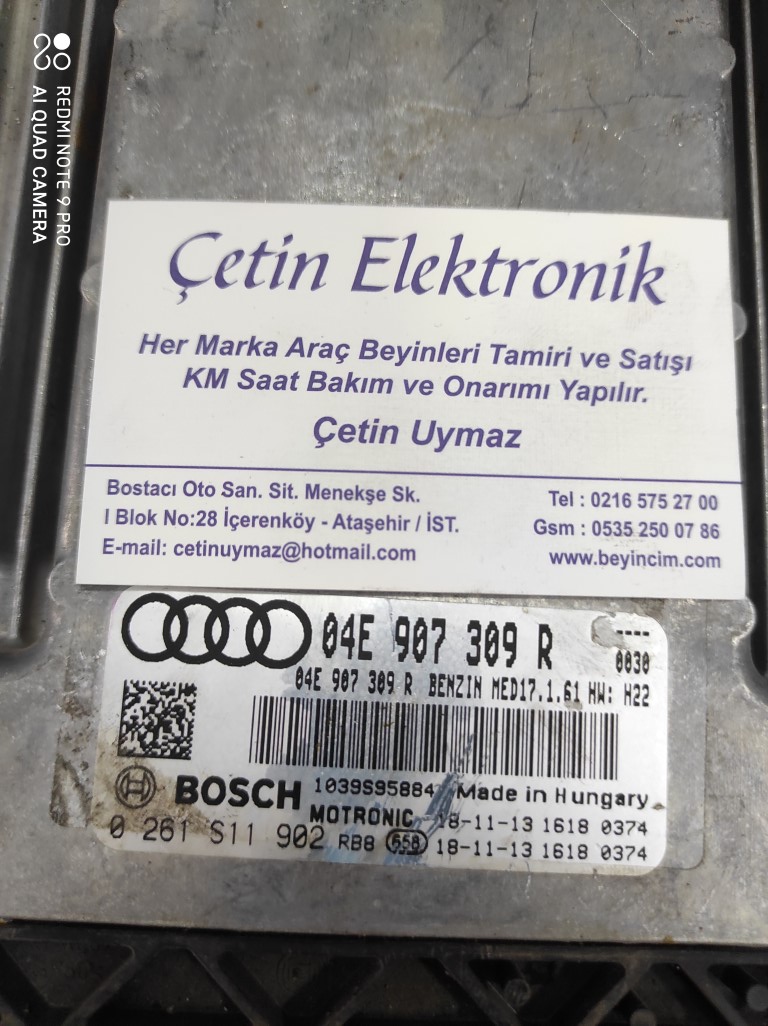 REDMI NOTE 9 PRO
AI QUAD CAMERA
Çetin Elektronik
Her Marka Araç Beyinleri Tamiri ve Satışı
KM Saat Bakım ve Onarımı Yapılır.
Çetin Uymaz
Bostacı Oto San. Sit. Menekşe Sk.
I Blok No:28 İçerenköy - Ataşehir / İST.
E-mail: cetinuymaz@hotmail.com
Tel : 0216 575 27 00
Gsm : 0535 250 07 86
www.beyincim.com
04E 907 309 R ----
0030
04E 907 309 R BENZIN MED17.1.61 HW: H22
BOSCH 1039S95884 Made in Hungary
MOTRONIC 18-11-13 1618 0374
0 261 S11 902 RB8 658 18-11-13 1618 0374